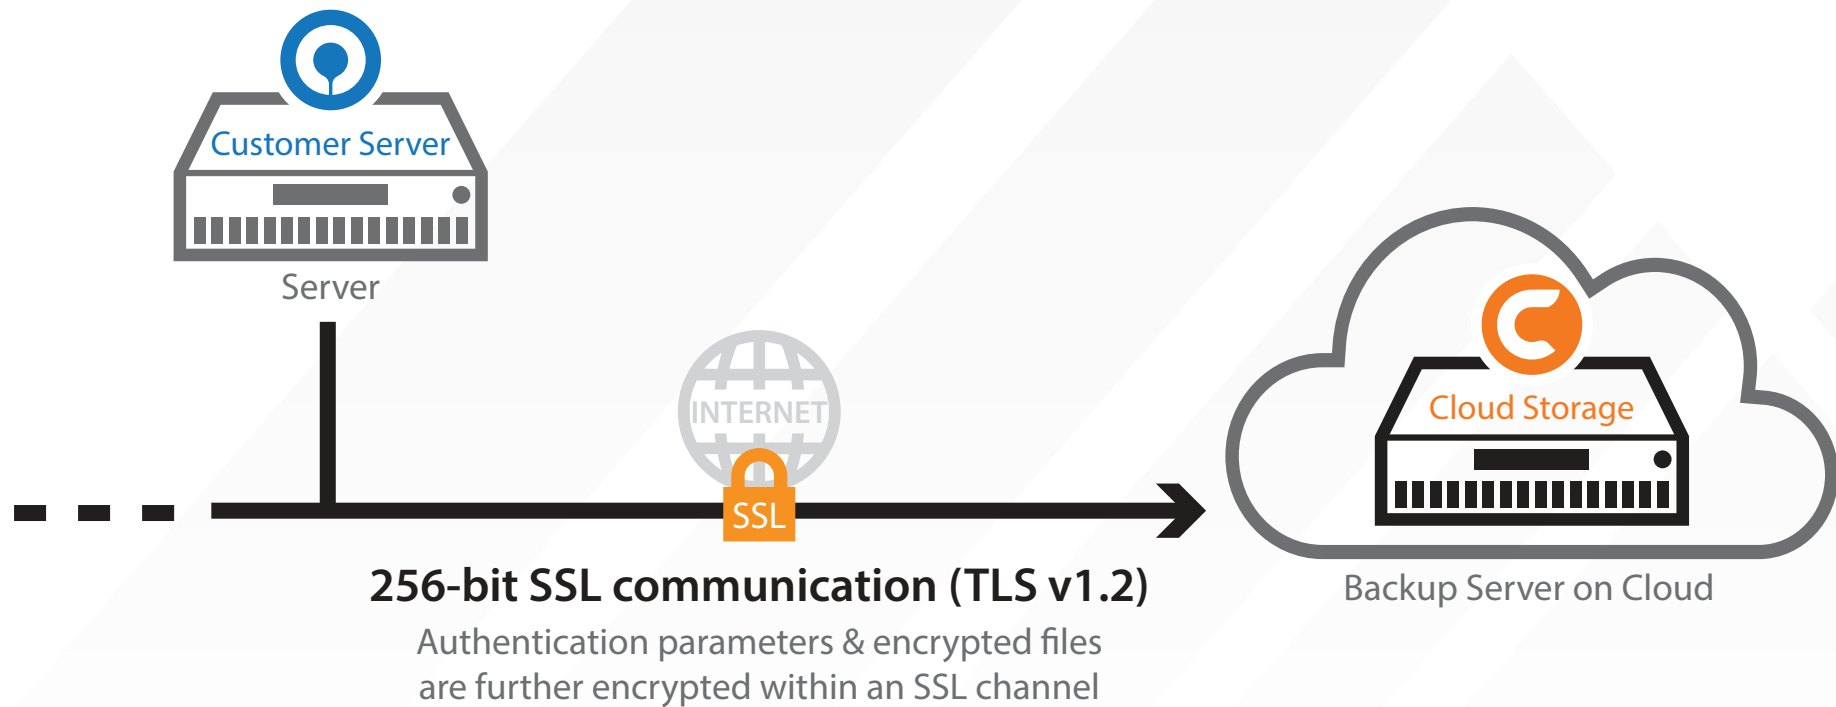 Customer Server
Server
INTERNET
SSL
Cloud Storage
256-bit SSL communication (TLS v1.2)
Backup Server on Cloud
Authentication parameters & encrypted files
are further encrypted within an SSL channel